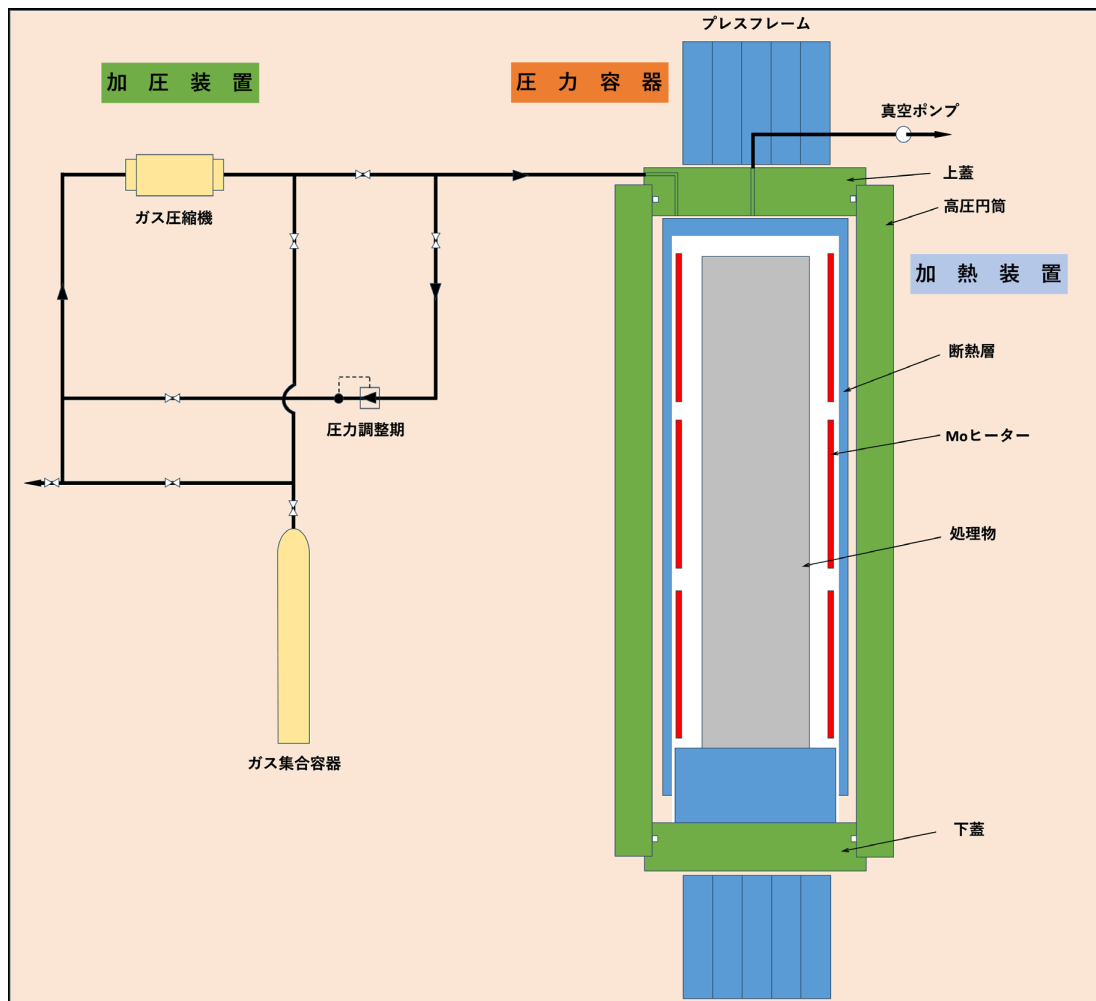 プレスフレーム
加圧装置
圧力容器
真空ポンプ
上蓋
ガス圧縮機
高圧円筒
加熱装置
断熱層
圧力調整期
Moヒーター
処理物
ガス集合容器
下蓋